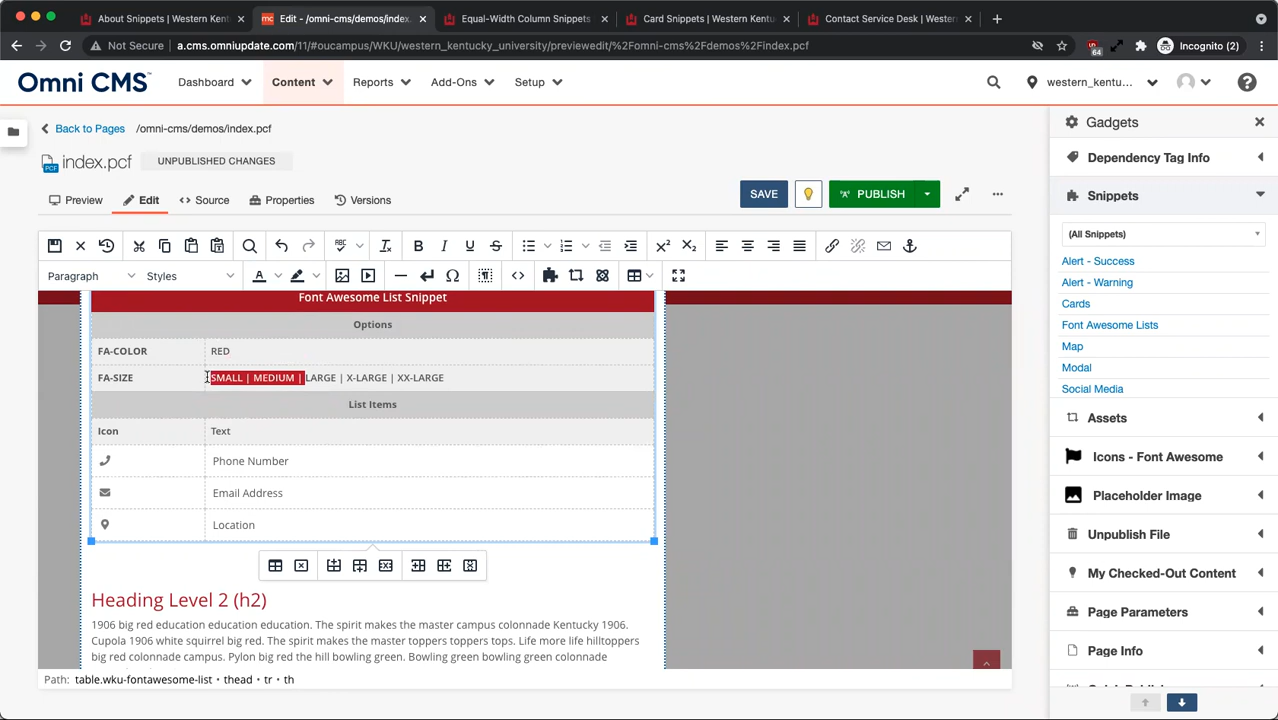 About Snippets | Western Kentu
Edit - /omni-cms/demos/index.
Equal-Width Column Snippets
Card Snippets | Western Kentu
Contact Service Desk | Wester
Not Secure
a.cms.omniupdate.com/11/#oucampus/WKU/western_kentucky_university/previewedit/%2Fomni-cms%2Fdemos%2Findex.pcf
64
Incognito (2)
Omni CMS™
Dashboard
Content
Reports
Add-Ons
Setup
western_kentu...
Back to Pages
/omni-cms/demos/index.pcf
index.pcf
UNPUBLISHED CHANGES
Preview
Edit
Source
Properties
Versions
SAVE
PUBLISH
Paragraph
Styles
Font Awesome List Snippet
Options
FA-COLOR
RED
FA-SIZE
SMALL | MEDIUM | LARGE | X-LARGE | XX-LARGE
List Items
Icon
Text
Phone Number
Email Address
Location
Heading Level 2 (h2)
1906 big red education education education. The spirit makes the master campus colonnade Kentucky 1906.
Cupola 1906 white squirrel big red. The spirit makes the master toppers toppers tops. Life more life hilltoppers
big red colonnade campus. Pylon big red the hill bowling green. Bowling green bowling green colonnade
Path: table.wku-fontawesome-list • thead • tr • th
Gadgets
Dependency Tag Info
Snippets
(All Snippets)
Alert - Success
Alert - Warning
Cards
Font Awesome Lists
Map
Modal
Social Media
Assets
Icons - Font Awesome
Placeholder Image
Unpublish File
My Checked-Out Content
Page Parameters
Page Info